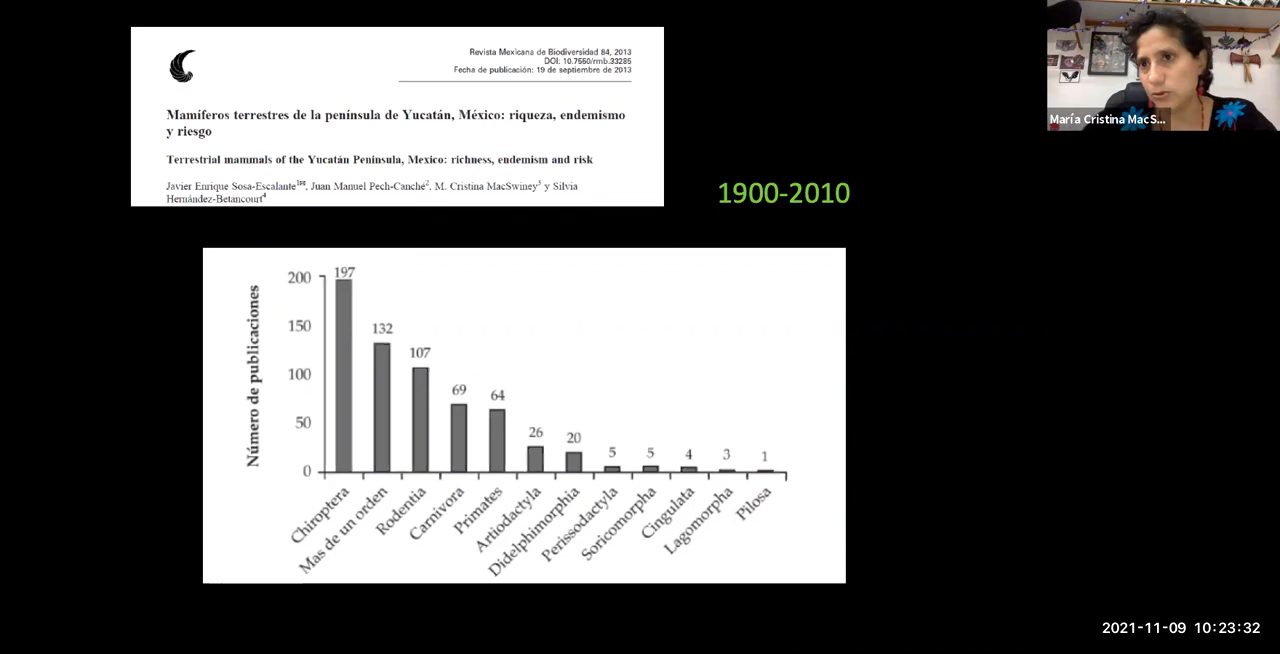 Revista Mexicana de Biodiversidad 84, 2013
DOI: 10.7550/rmb.33285
Fecha de publicación: 19 de septiembre de 2013
Mamíferos terrestres de la península de Yucatán, México: riqueza, endemismo
y riesgo
Terrestrial mammals of the Yucatán Peninsula, Mexico: richness, endemism and risk
Javier Enrique Sosa-Escalante¹, Juan Manuel Pech-Canché², M. Cristina MacSwiney³ y Silvia
Hernández-Betancourt⁴
María Cristina MacS...
1900-2010
Número de publicaciones
200
150
100
50
0
197
132
107
69
64
26
20
5
5
4
3
1
Chiroptera
Mas de un orden
Rodentia
Carnivora
Primates
Artiodactyla
Didelphimorphia
Perissodactyla
Soricomorpha
Cingulata
Lagomorpha
Pilosa
2021-11-09 10:23:32